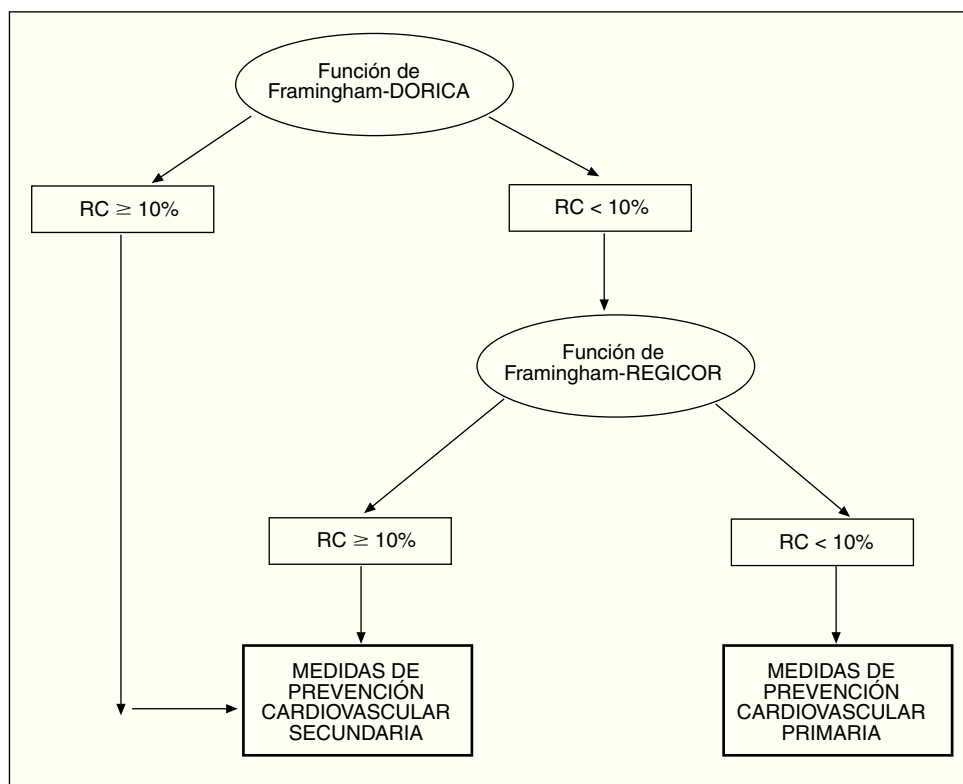 Función de
Framingham-DORICA
RC ≥ 10%
RC < 10%
Función de
Framingham-REGICOR
RC ≥ 10%
RC < 10%
MEDIDAS DE
PREVENCIÓN
CARDIOVASCULAR
SECUNDARIA
MEDIDAS DE
PREVENCIÓN
CARDIOVASCULAR
PRIMARIA